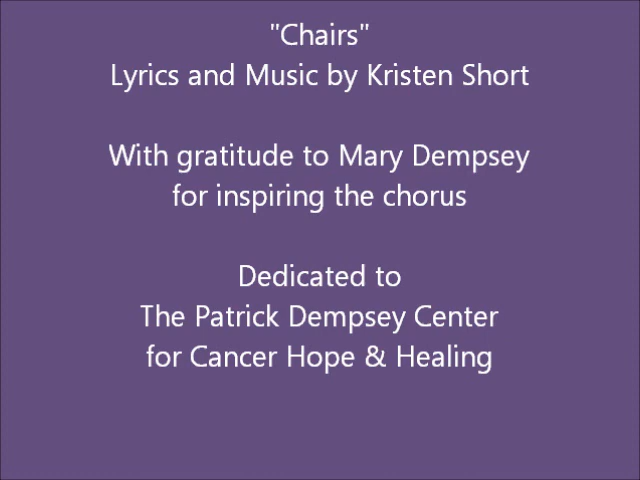 "Chairs"
Lyrics and Music by Kristen Short
With gratitude to Mary Dempsey
for inspiring the chorus
Dedicated to
The Patrick Dempsey Center
for Cancer Hope & Healing